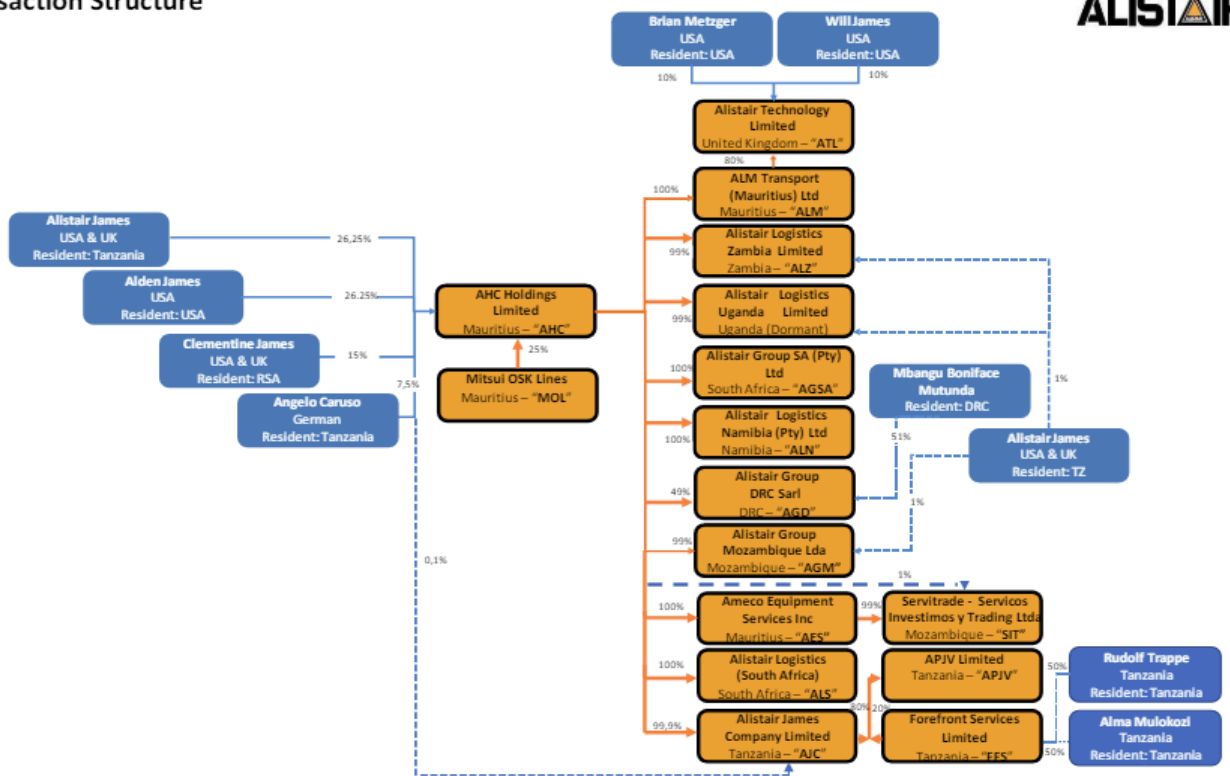 saction Structure
ALISTAIR
Brian Metzger
USA
Resident: USA
Will James
USA
Resident: USA
10%
10%
Alistair Technology
Limited
United Kingdom – "ATL"
80%
ALM Transport
(Mauritius) Ltd
Mauritius – "ALM"
100%
Alistair Logistics
Zambia Limited
Zambia – "ALZ"
99%
Alistair Logistics
Uganda Limited
Uganda (Dormant)
99%
Alistair Group SA (Pty)
Ltd
South Africa – "AGSA"
100%
Alistair Logistics
Namibia (Pty) Ltd
Namibia – "ALN"
100%
Alistair Group
DRC Sarl
DRC – "AGD"
49%
Alistair Group
Mozambique Lda
Mozambique – "AGM"
99%
Alistair James
USA & UK
Resident: Tanzania
26,25%
Alden James
USA
Resident: USA
26.25%
Clementine James
USA & UK
Resident: RSA
15%
Angelo Caruso
German
Resident: Tanzania
7,5%
0,1%
AHC Holdings
Limited
Mauritius – "AHC"
25%
Mitsui OSK Lines
Mauritius – "MOL"
Mbangu Boniface
Mutunda
Resident: DRC
51%
Alistair James
USA & UK
Resident: TZ
1%
1%
1%
Ameco Equipment
Services Inc
Mauritius – "AES"
100%
99%
Servitrade - Servicos
Investimos y Trading Ltda
Mozambique – "SIT"
Alistair Logistics
(South Africa)
South Africa – "ALS"
100%
APJV Limited
Tanzania – "APJV"
Alistair James
Company Limited
Tanzania – "AJC"
99,9%
80%
20%
Forefront Services
Limited
Tanzania – "FFS"
50%
Rudolf Trappe
Tanzania
Resident: Tanzania
50%
Alma Mulokozi
Tanzania
Resident: Tanzania